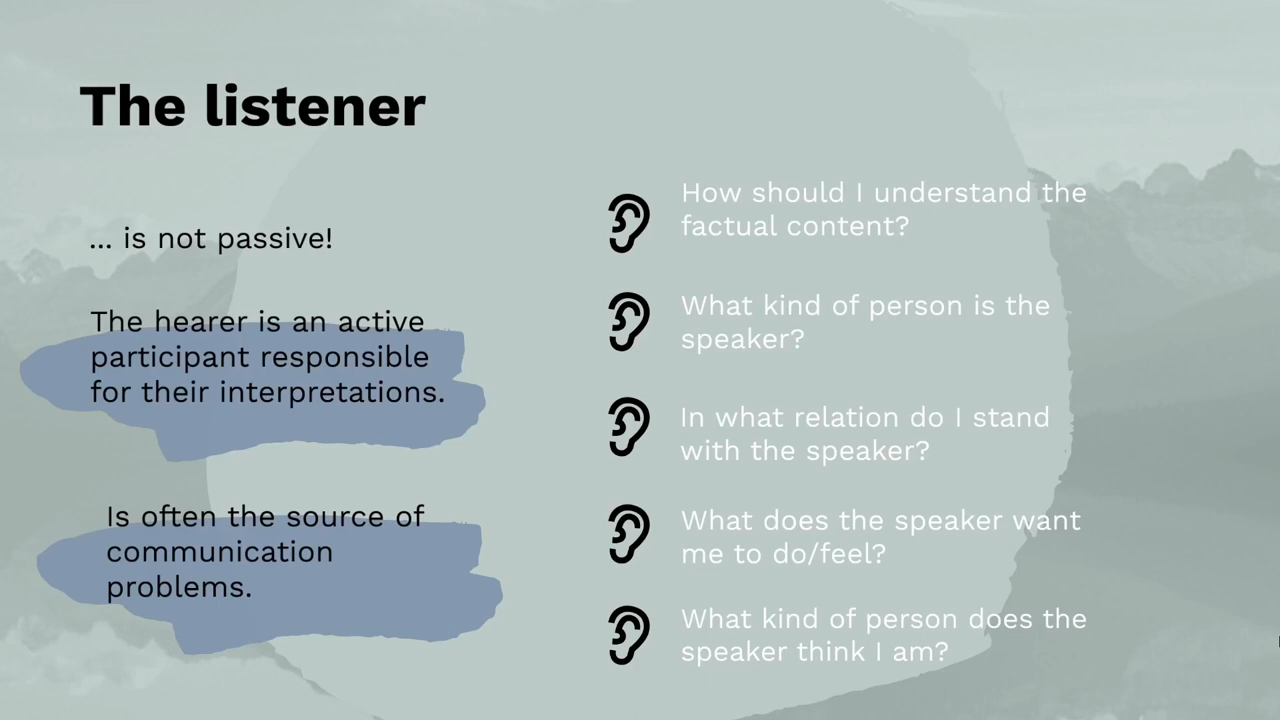 The listener
... is not passive!
The hearer is an active
participant responsible
for their interpretations.
Is often the source of
communication
problems.
How should I understand the
factual content?
What kind of person is the
speaker?
In what relation do I stand
with the speaker?
What does the speaker want
me to do/feel?
What kind of person does the
speaker think I am?